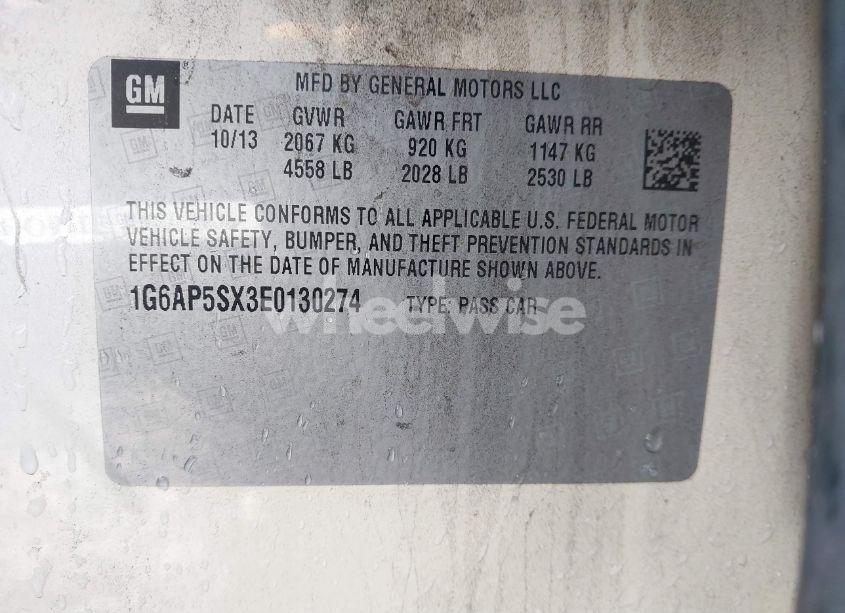 GM
MFD BY GENERAL MOTORS LLC
DATE GVWR GAWR FRT GAWR RR
10/13 2067 KG 920 KG 1147 KG
4558 LB 2028 LB 2530 LB
THIS VEHICLE CONFORMS TO ALL APPLICABLE U.S. FEDERAL MOTOR
VEHICLE SAFETY, BUMPER, AND THEFT PREVENTION STANDARDS IN
EFFECT ON THE DATE OF MANUFACTURE SHOWN ABOVE.
1G6AP5SX3E0130274 TYPE: PASS CAR
wheelwise